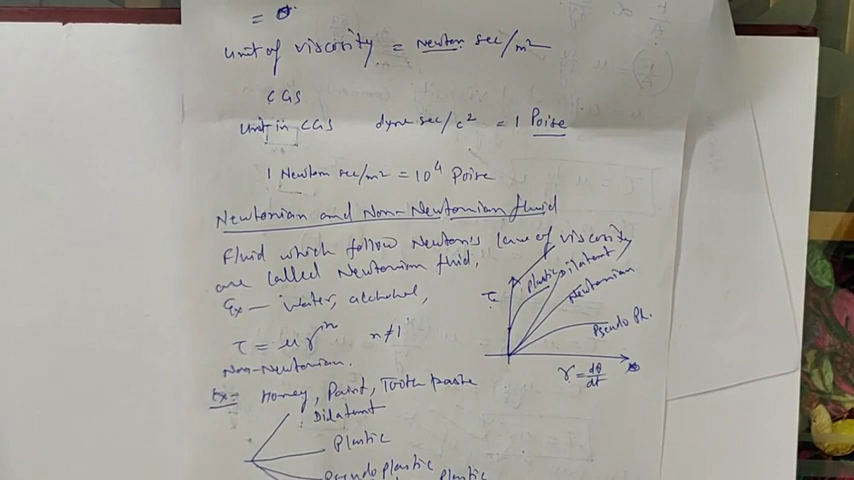 = θ.
Unit of viscosity = Newton sec/m²
CGS
Unit in CGS dyne sec/c² = 1 Poise
1 Newton sec/m² = 10⁴ Poise
Newtonian and Non-Newtonian fluid
Fluid which follow Newton's law of viscosity
are called Newtonian fluid.
Ex — Water, alcohol,
τ = μ γⁿ n≠1
Non-Newtonian.
τ
Plastic
Dilatent
Newtonian
Pseudo Pl.
γ = dθ/dt
Ex - Honey, Paint, Tooth paste
Dilatent
Plastic
Pseudoplastic
Plastic